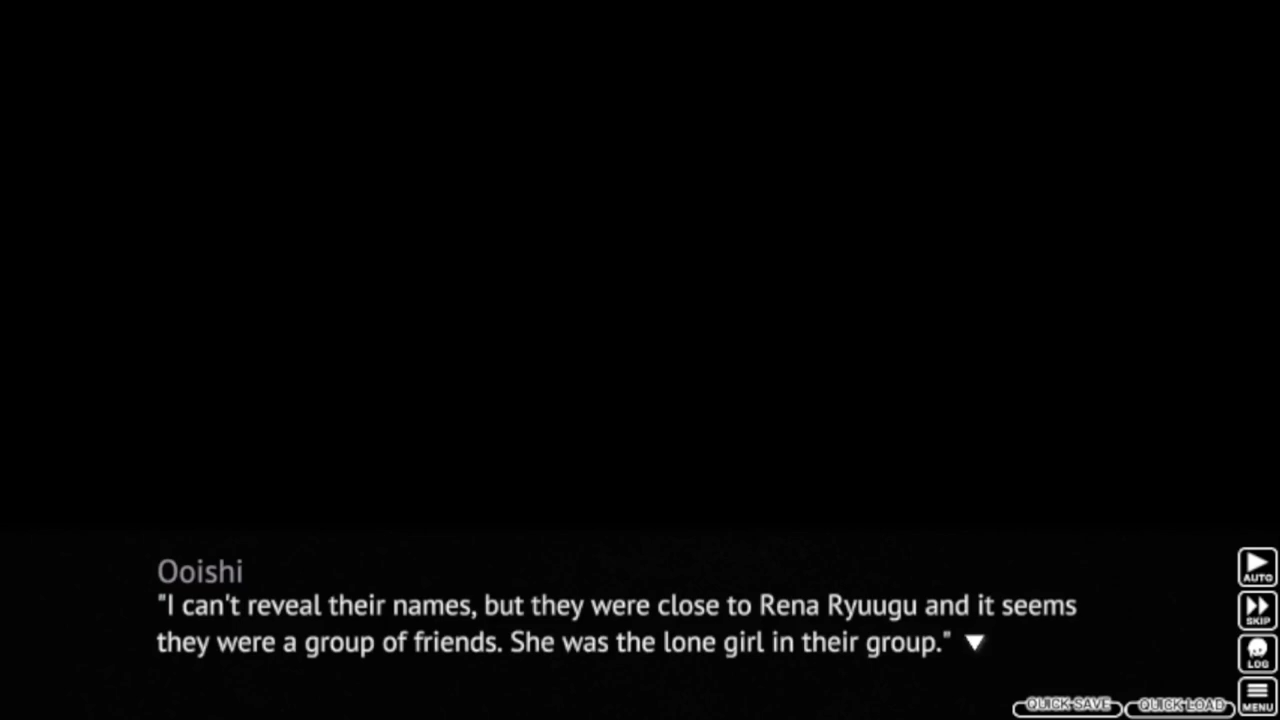 Ooishi
"I can't reveal their names, but they were close to Rena Ryuugu and it seems
they were a group of friends. She was the lone girl in their group."
AUTO
SKIP
LOG
MENU
QUICK SAVE
QUICK LOAD